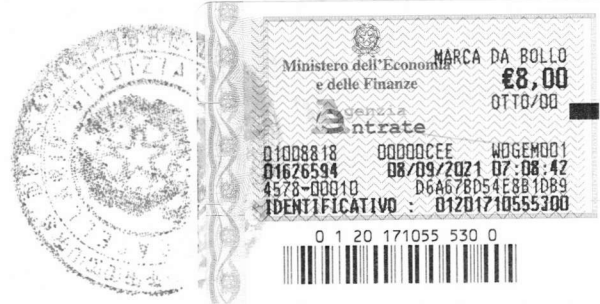 Ministero dell'Economia
e delle Finanze
MARCA DA BOLLO
€8,00
OTTO/00
Agenzia
Entrate
01008818 00000CEE WDGEM001
01626594 08/09/2021 07:08:42
4578-00010 D6A67BD54E8B1DB9
IDENTIFICATIVO : 01201710555300
0 1 20 171055 530 0